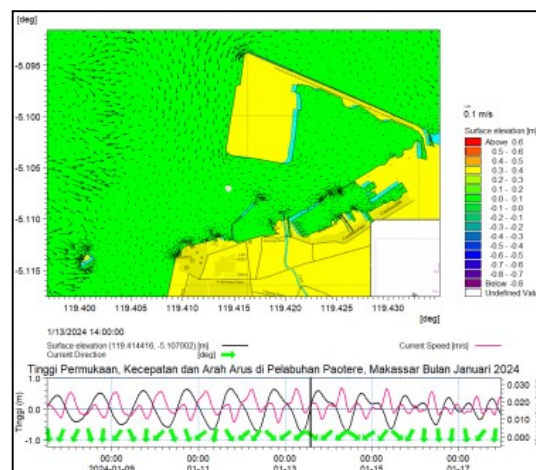 [deg]
-5.095
-5.100
-5.105
-5.110
-5.115
119.400 119.405 119.410 119.415 119.420 119.425 119.430
[deg]
0.1 m/s
Surface elevation [m]
Above 0.6
0.5 - 0.6
0.4 - 0.5
0.3 - 0.4
0.2 - 0.3
0.1 - 0.2
0.0 - 0.1
-0.1 - 0.0
-0.2 - -0.1
-0.3 - -0.2
-0.4 - -0.3
-0.5 - -0.4
-0.6 - -0.5
-0.7 - -0.6
-0.8 - -0.7
Below -0.8
Undefined Valu
1/13/2024 14:00:00
Surface elevation (119.414416, -5.107002) [m]
Current Speed [m/s]
Current Direction [deg]
Tinggi Permukaan, Kecepatan dan Arah Arus di Pelabuhan Paotere, Makassar Bulan Januari 2024
Tinggi (m)
1.0
0.0
-1.0
0.030
0.020
0.010
0.000
00:00 00:00 00:00 00:00 00:00
2024-01-09 01-11 01-13 01-15 01-17